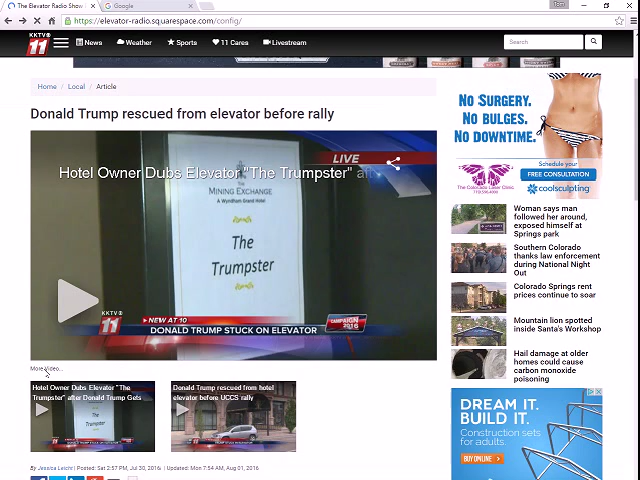 The Elevator Radio Show
Google
Tom
https://elevator-radio.squarespace.com/config/
KKTV
11
News
Weather
Sports
11 Cares
Livestream
Search
Home / Local / Article
Donald Trump rescued from elevator before rally
LIVE
Hotel Owner Dubs Elevator "The Trumpster" aft
THE
MINING EXCHANGE
A Wyndham Grand Hotel
The
Trumpster
KKTV
11
NEW AT 10
DONALD TRUMP STUCK ON ELEVATOR
CAMPAIGN
2016
More Video...
Hotel Owner Dubs Elevator "The
Trumpster" after Donald Trump Gets
Donald Trump rescued from hotel
elevator before UCCS rally
By Jessica Leicht | Posted: Sat 2:57 PM, Jul 30, 2016 | Updated: Mon 7:54 AM, Aug 01, 2016
NO SURGERY.
NO BULGES.
NO DOWNTIME.
Schedule your
FREE CONSULTATION
The Colorado Laser Clinic
coolsculpting
Woman says man
followed her around,
exposed himself at
Springs park
Southern Colorado
thanks law enforcement
during National Night
Out
Colorado Springs rent
prices continue to soar
Mountain lion spotted
inside Santa's Workshop
Hail damage at older
homes could cause
carbon monoxide
poisoning
DREAM IT.
BUILD IT.
Construction sets
for adults.
BUY ONLINE